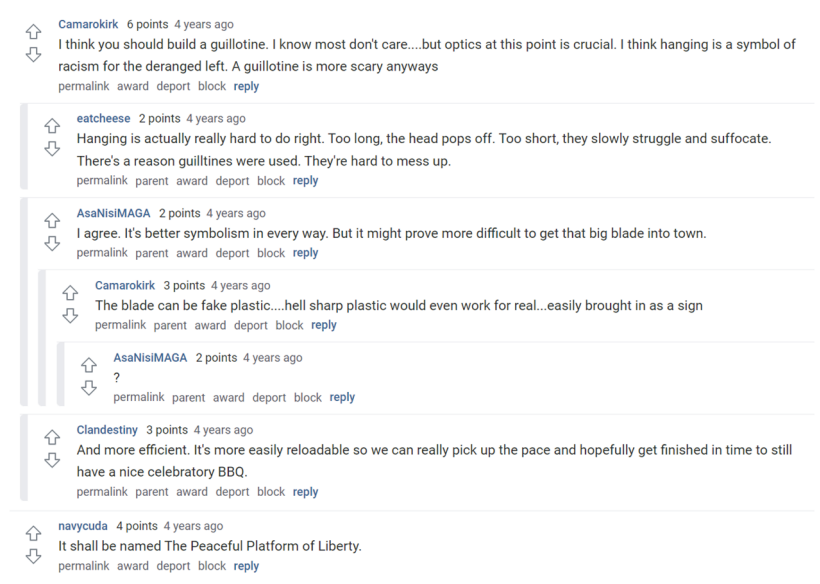 Camarokirk 6 points 4 years ago
I think you should build a guillotine. I know most don't care....but optics at this point is crucial. I think hanging is a symbol of
racism for the deranged left. A guillotine is more scary anyways
permalink award deport block reply
eatcheese 2 points 4 years ago
Hanging is actually really hard to do right. Too long, the head pops off. Too short, they slowly struggle and suffocate.
There's a reason guilltines were used. They're hard to mess up.
permalink parent award deport block reply
AsaNisiMAGA 2 points 4 years ago
I agree. It's better symbolism in every way. But it might prove more difficult to get that big blade into town.
permalink parent award deport block reply
Camarokirk 3 points 4 years ago
The blade can be fake plastic....hell sharp plastic would even work for real...easily brought in as a sign
permalink parent award deport block reply
AsaNisiMAGA 2 points 4 years ago
?
permalink parent award deport block reply
Clandestiny 3 points 4 years ago
And more efficient. It's more easily reloadable so we can really pick up the pace and hopefully get finished in time to still
have a nice celebratory BBQ.
permalink parent award deport block reply
navycuda 4 points 4 years ago
It shall be named The Peaceful Platform of Liberty.
permalink award deport block reply